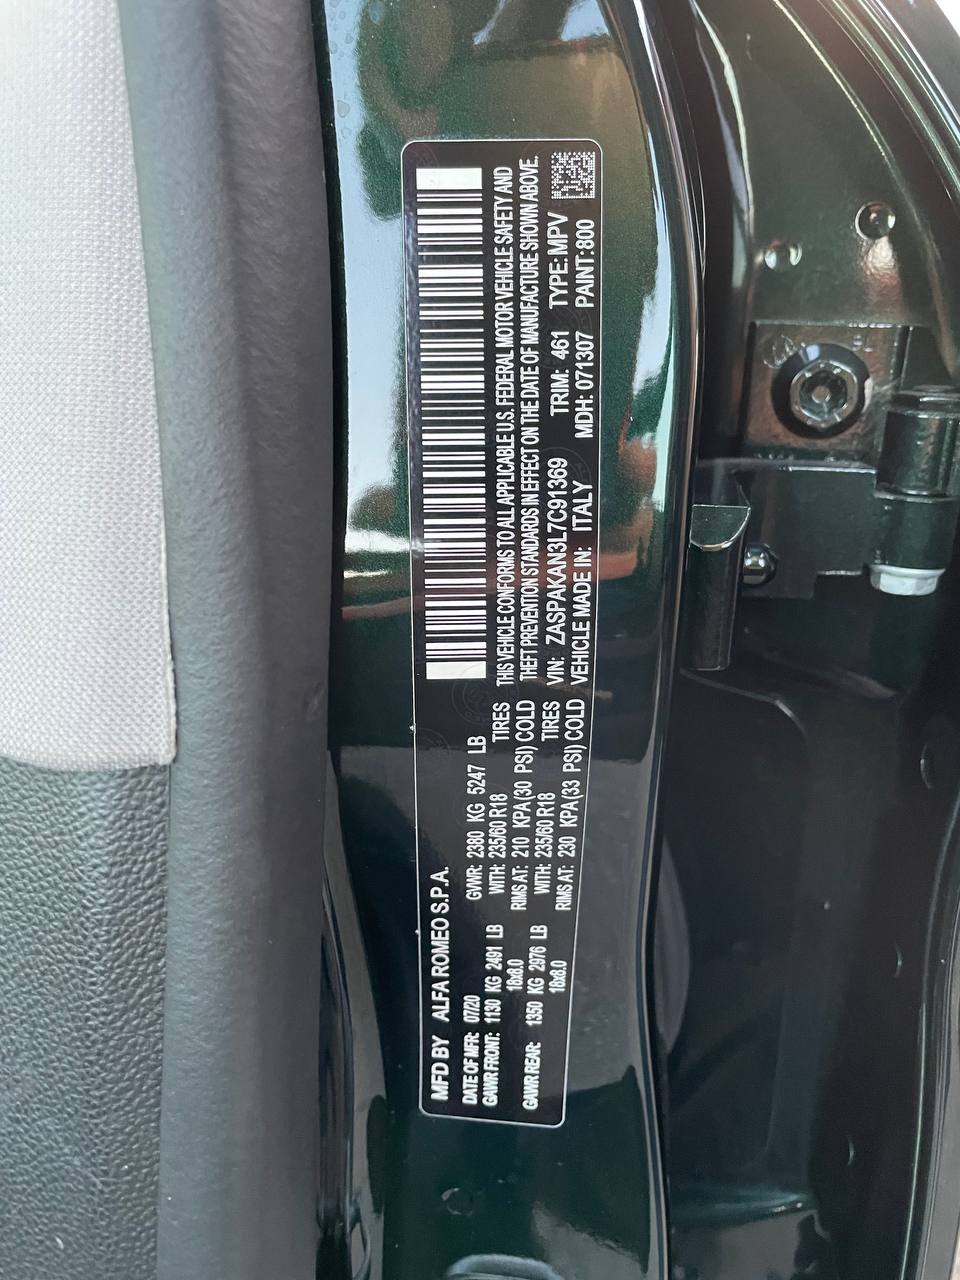 MFD BY ALFA ROMEO S.P.A.
DATE OF MFR: 07/20 GVWR: 2380 KG 5247 LB
GAWR FRONT: 1130 KG 2491 LB WITH: 235/60 R18 TIRES
18x8.0 RIMS AT: 210 KPA(30 PSI) COLD
GAWR REAR: 1350 KG 2976 LB WITH: 235/60 R18 TIRES
18x8.0 RIMS AT: 230 KPA(33 PSI) COLD
THIS VEHICLE CONFORMS TO ALL APPLICABLE U.S. FEDERAL MOTOR VEHICLE SAFETY AND
THEFT PREVENTION STANDARDS IN EFFECT ON THE DATE OF MANUFACTURE SHOWN ABOVE.
VIN: ZASPAKAN3L7C91369 TRIM: 461 TYPE: MPV
VEHICLE MADE IN: ITALY MDH: 071307 PAINT:800